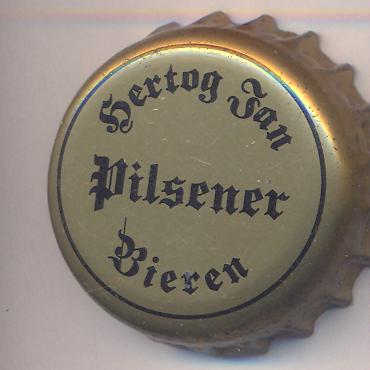 Hertog Jan
Pilsener
Bieren